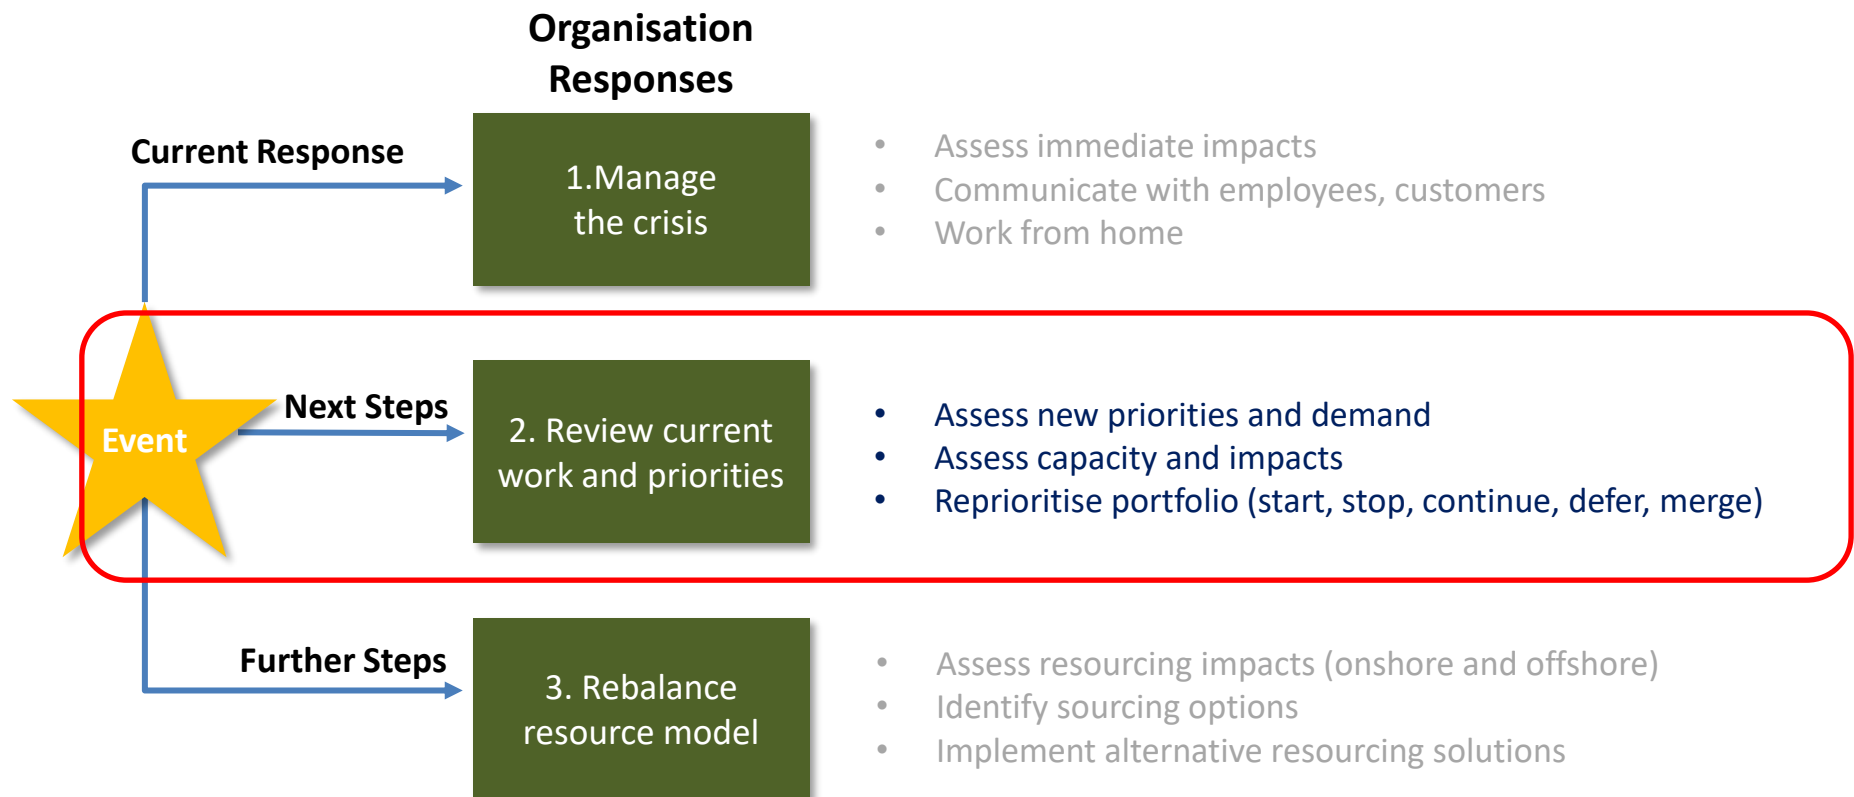 Organisation
Responses
Current Response
1.Manage
the crisis
• Assess immediate impacts
• Communicate with employees, customers
• Work from home
Event
Next Steps
2. Review current
work and priorities
• Assess new priorities and demand
• Assess capacity and impacts
• Reprioritise portfolio (start, stop, continue, defer, merge)
Further Steps
3. Rebalance
resource model
• Assess resourcing impacts (onshore and offshore)
• Identify sourcing options
• Implement alternative resourcing solutions